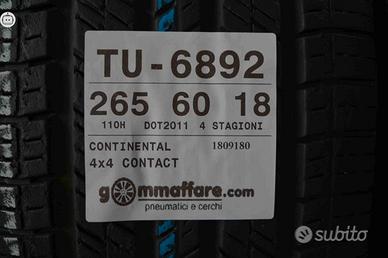 TU-6892
265 60 18
110H DOT2011 4 STAGIONI
CONTINENTAL 1809180
4x4 CONTACT
gommaffare.com
pneumatici e cerchi
subito